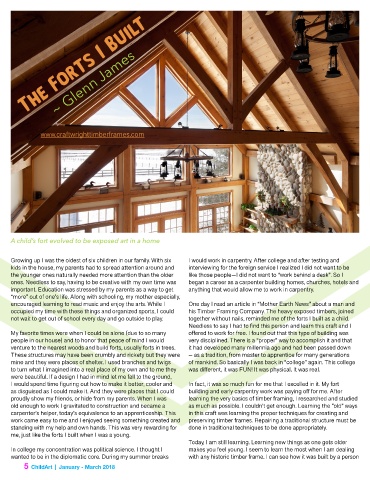 The Forts I Built
~ Glenn James
www.craftwrighttimberframes.com
A child's fort evolved to be exposed art in a home
Growing up I was the oldest of six children in our family. With six
kids in the house, my parents had to spread attention around and
the younger ones naturally needed more attention than the older
ones. Needless to say, having to be creative with my own time was
important. Education was stressed by my parents as a way to get
"more" out of one's life. Along with schooling, my mother especially,
encouraged learning to read music and enjoy the arts. While I
occupied my time with these things and organized sports, I could
not wait to get out of school every day and go outside to play.
My favorite times were when I could be alone (due to so many
people in our house) and to honor that peace of mind I would
venture to the nearest woods and build forts, usually forts in trees.
These structures may have been crumbly and rickety but they were
mine and they were places of shelter. I used branches and twigs
to turn what I imagined into a real place of my own and to me they
were beautiful. If a design I had in mind let me fall to the ground,
I would spend time figuring out how to make it better, cooler and
as disguised as I could make it. And they were places that I could
proudly show my friends, or hide from my parents. When I was
old enough to work I gravitated to construction and became a
carpenter's helper, today's equivalence to an apprenticeship. This
work came easy to me and I enjoyed seeing something created and
standing with my help and own hands. This was very rewarding for
me, just like the forts I built when I was young.
In college my concentration was political science. I thought I
wanted to be in the diplomatic core. During my summer breaks
I would work in carpentry. After college and after testing and
interviewing for the foreign service I realized I did not want to be
like those people—I did not want to "work behind a desk". So I
began a career as a carpenter building homes, churches, hotels and
anything that would allow me to work in carpentry.
One day I read an article in "Mother Earth News" about a man and
his Timber Framing Company. The heavy exposed timbers, joined
together without nails, reminded me of the forts I built as a child.
Needless to say I had to find this person and learn this craft and I
offered to work for free. I found out that this type of building was
very disciplined. There is a "proper" way to accomplish it and that
it had developed many millennia ago and had been passed down
– as a tradition, from master to apprentice for many generations
of mankind. So basically I was back in "college" again. This college
was different, it was FUN! It was physical. It was real.
In fact, it was so much fun for me that I excelled in it. My fort
building and early carpentry work was paying off for me. After
learning the very basics of timber framing, I researched and studied
as much as possible. I couldn't get enough. Learning the "old" ways
in this craft was learning the proper techniques for creating and
preserving timber frames. Repairing a traditional structure must be
done in traditional techniques to be done appropriately.
Today I am still learning. Learning new things as one gets older
makes you feel young. I seem to learn the most when I am dealing
with any historic timber frame. I can see how it was built by a person
5 ChildArt | January - March 2018